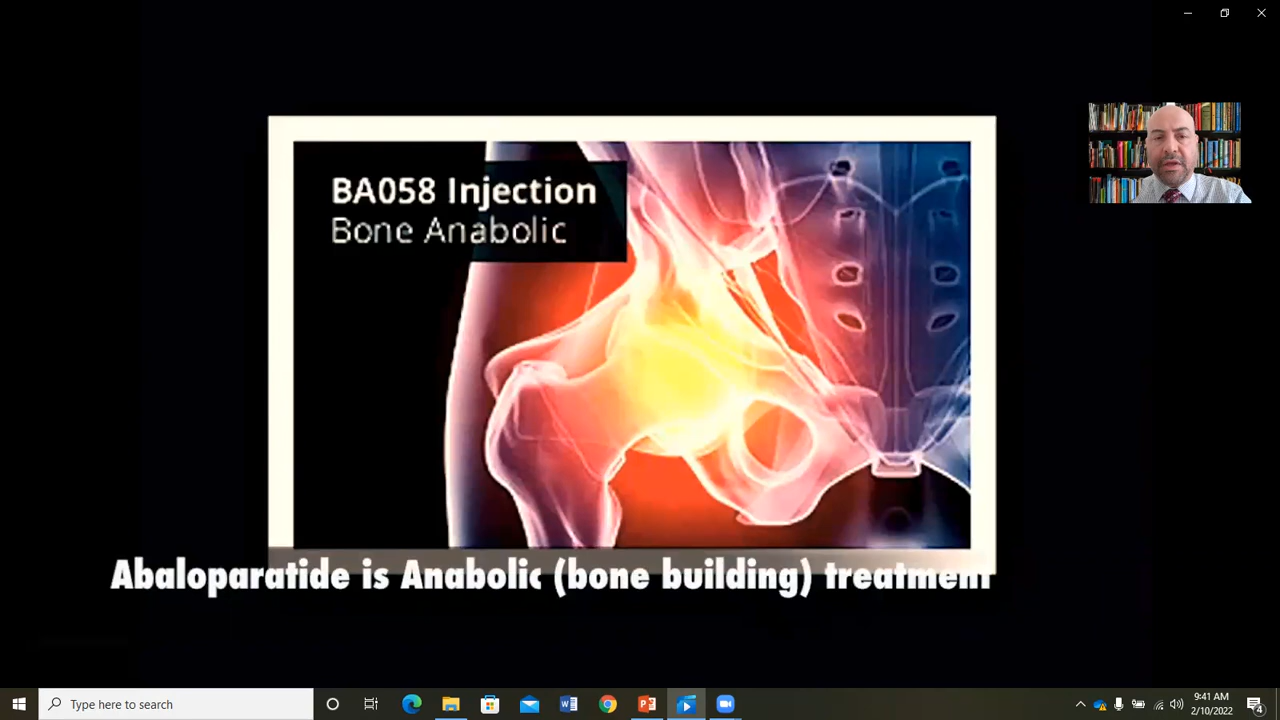 BA058 Injection
Bone Anabolic
Abaloparatide is Anabolic (bone building) treatment
Type here to search
9:41 AM
2/10/2022
4